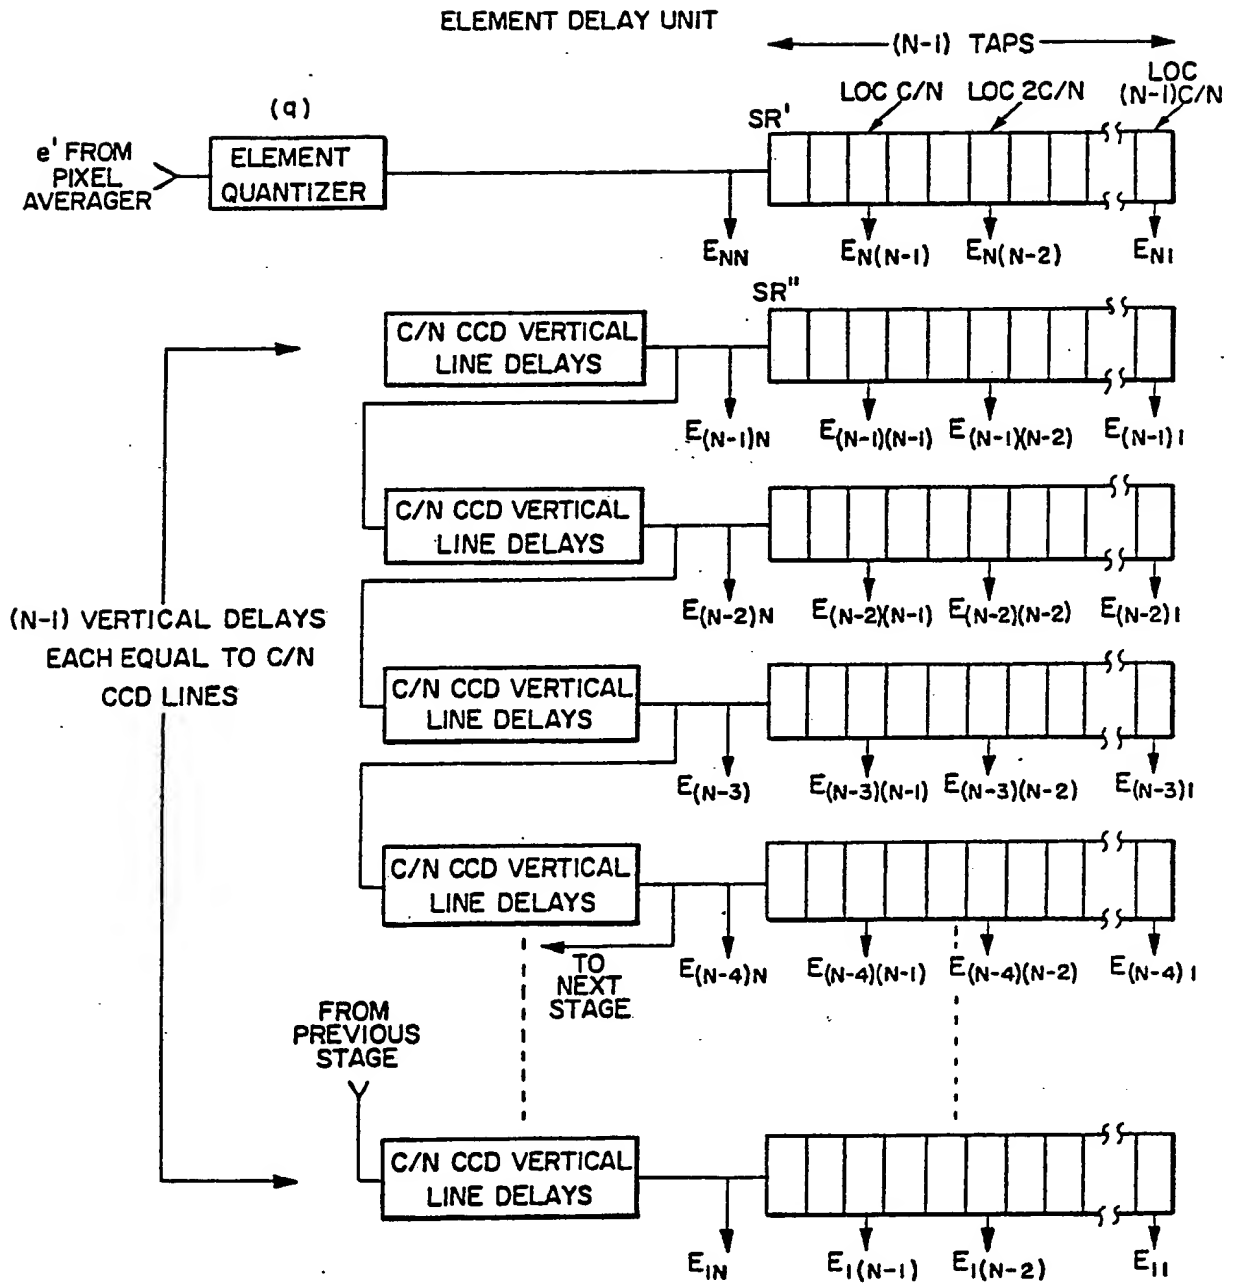 ELEMENT DELAY UNIT
(N-1) TAPS
LOC C/N
LOC 2C/N
LOC
(N-1)C/N
(q)
SR'
e' FROM
PIXEL
AVERAGER
ELEMENT
QUANTIZER
E_NN
E_N(N-1)
E_N(N-2)
E_N1
SR"
C/N CCD VERTICAL
LINE DELAYS
E_(N-1)N
E_(N-1)(N-1)
E_(N-1)(N-2)
E_(N-1)1
C/N CCD VERTICAL
LINE DELAYS
E_(N-2)N
E_(N-2)(N-1)
E_(N-2)(N-2)
E_(N-2)1
(N-1) VERTICAL DELAYS
EACH EQUAL TO C/N
CCD LINES
C/N CCD VERTICAL
LINE DELAYS
E_(N-3)
E_(N-3)(N-1)
E_(N-3)(N-2)
E_(N-3)1
C/N CCD VERTICAL
LINE DELAYS
E_(N-4)N
E_(N-4)(N-1)
E_(N-4)(N-2)
E_(N-4)1
TO
NEXT
STAGE
FROM
PREVIOUS
STAGE
C/N CCD VERTICAL
LINE DELAYS
E_1N
E_1(N-1)
E_1(N-2)
E_11